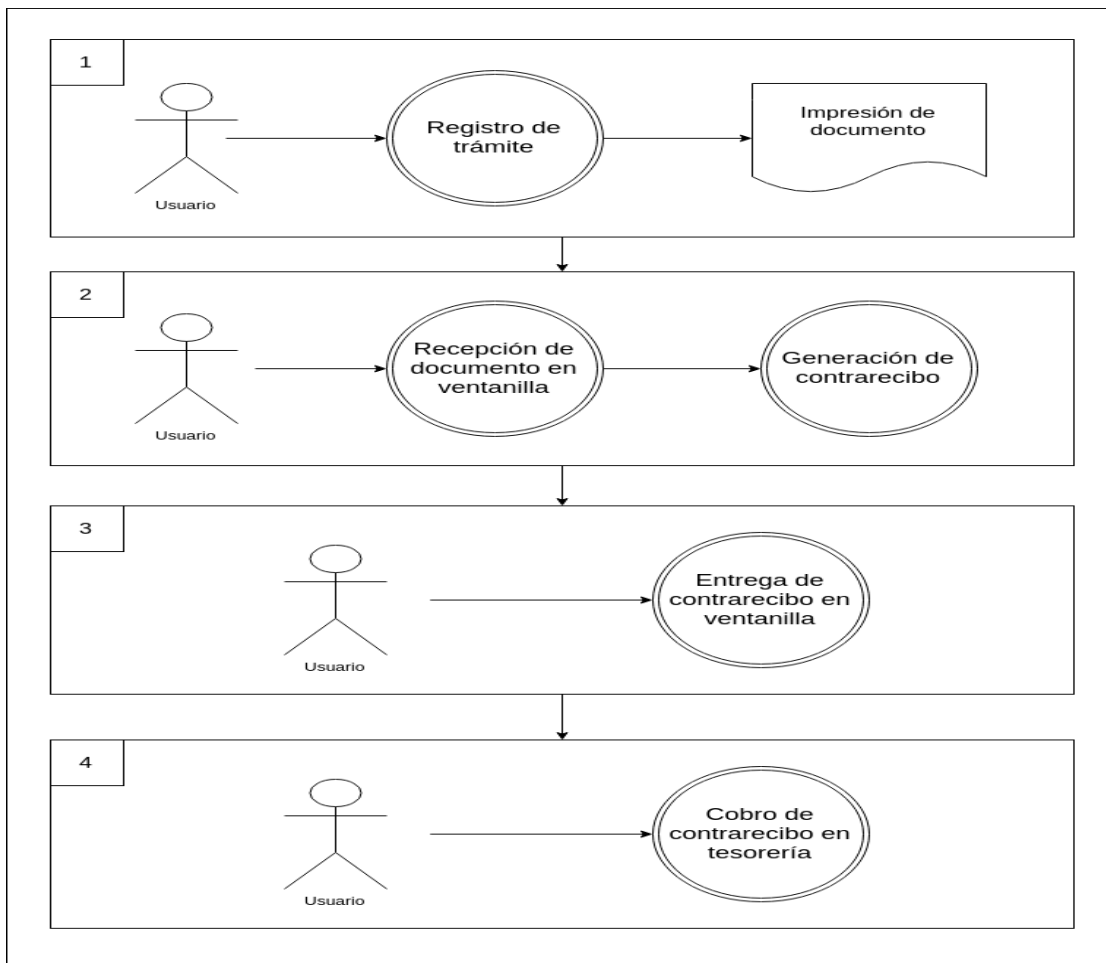 1
Registro de
trámite
Impresión de
documento
Usuario
2
Recepción de
documento en
ventanilla
Generación de
contrarecibo
Usuario
3
Entrega de
contrarecibo en
ventanilla
Usuario
4
Cobro de
contrarecibo en
tesorería
Usuario